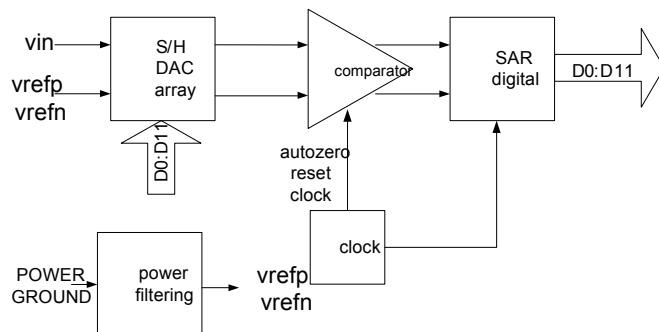 vin
vrefp
vrefn
S/H
DAC
array
D0:D11
comparator
autozero
reset
clock
SAR
digital
D0:D11
clock
POWER
GROUND
power
filtering
vrefp
vrefn